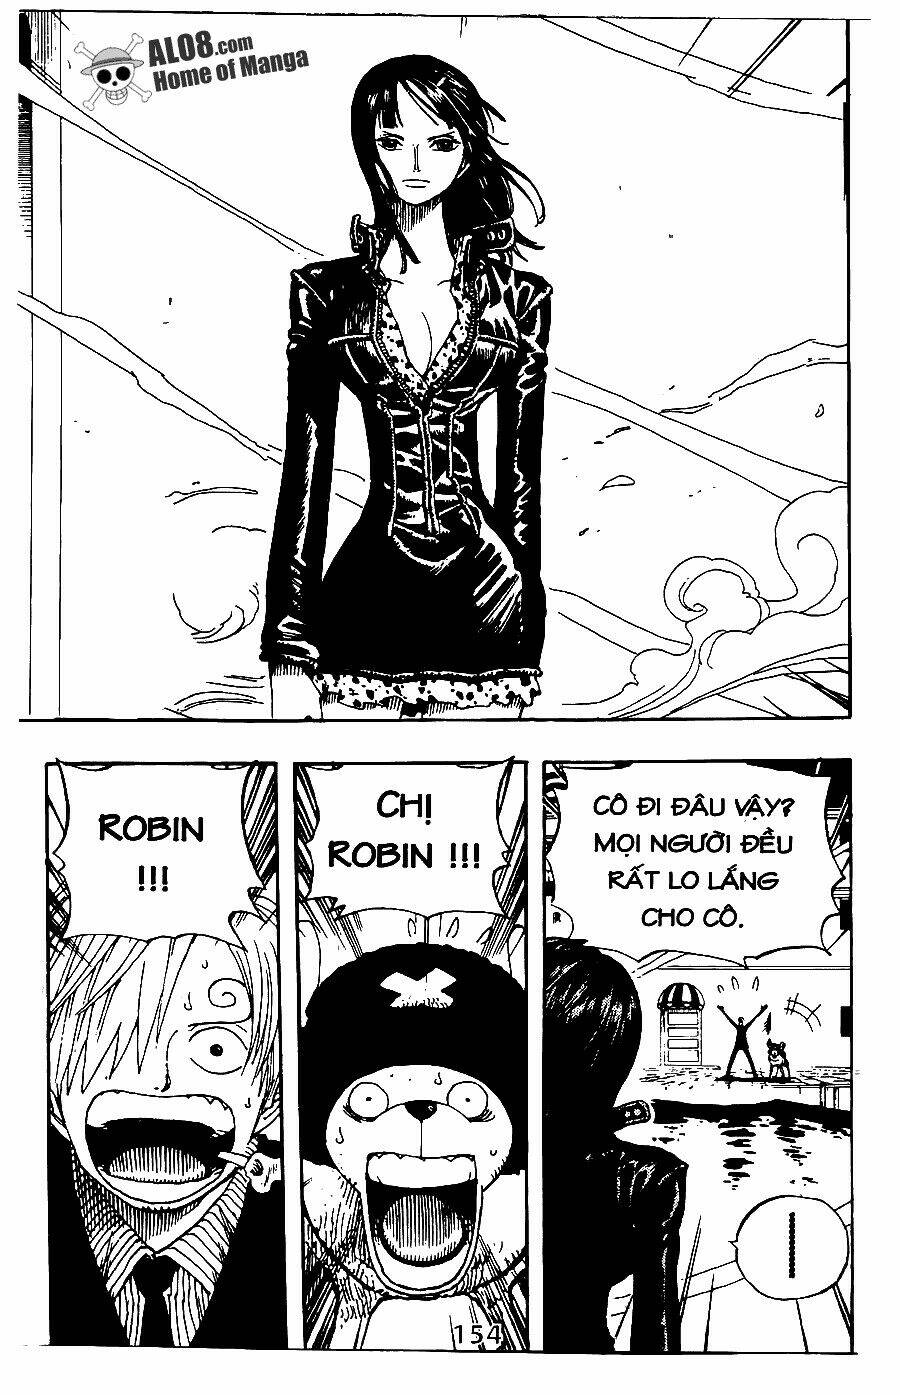 AL08.com
Home of Manga
ROBIN
!!!
CHỊ
ROBIN !!!
CÔ ĐI ĐÂU VẬY?
MỌI NGƯỜI ĐỀU
RẤT LO LẮNG
CHO CÔ.
154